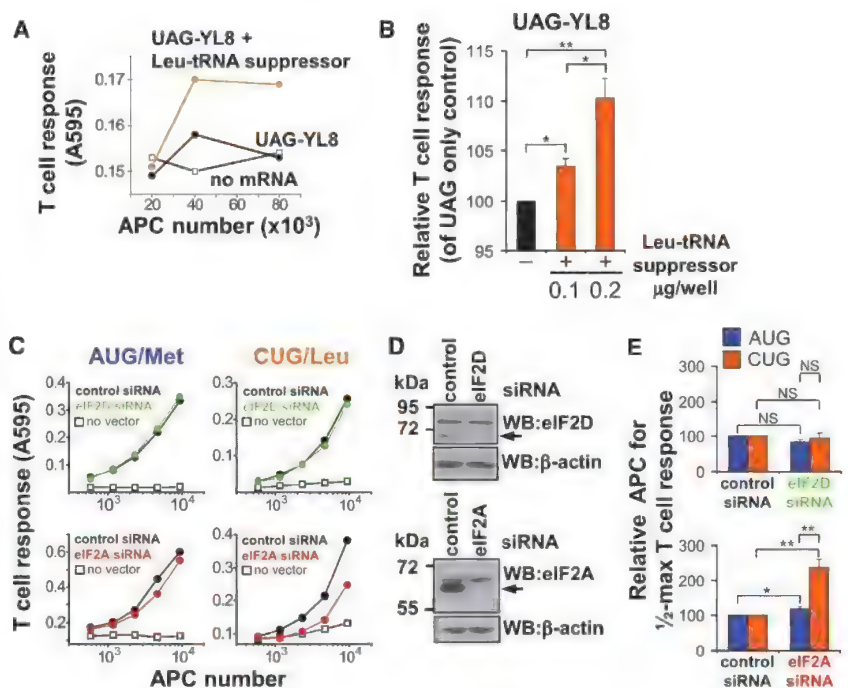 A
UAG-YL8 +
Leu-tRNA suppressor
T cell response
(A595)
0.17
0.16
0.15
UAG-YL8
no mRNA
20
40
60
80
APC number (x10³)
B
UAG-YL8
Relative T cell response
(of UAG only control)
115
110
105
100
95
**
*
*
–
+
+
Leu-tRNA
suppressor
0.1
0.2
μg/well
C
AUG/Met
CUG/Leu
T cell response (A595)
control siRNA
eIF2D siRNA
no vector
0.4
0.3
0.2
0.1
10³
10⁴
control siRNA
eIF2D siRNA
no vector
0.3
0.2
0.1
10³
10⁴
control siRNA
eIF2A siRNA
no vector
0.6
0.4
0.2
10³
10⁴
control siRNA
eIF2A siRNA
no vector
0.4
0.3
0.2
0.1
10³
10⁴
APC number
D
control
eIF2D
siRNA
kDa
95
72
WB:eIF2D
WB:β-actin
control
eIF2A
siRNA
kDa
72
55
WB:eIF2A
WB:β-actin
E
AUG
CUG
Relative APC for
½-max T cell response
300
200
100
0
NS
NS
NS
control
siRNA
eIF2D
siRNA
300
200
100
0
**
**
*
control
siRNA
eIF2A
siRNA